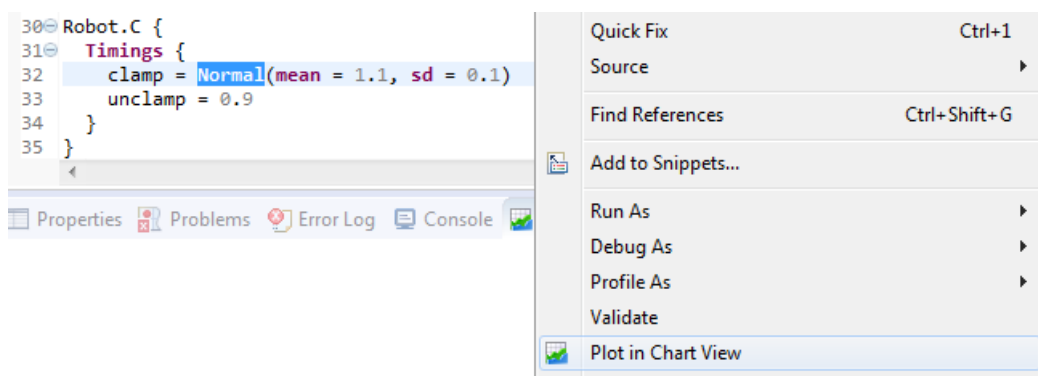 30 Robot.C {
31 Timings {
32 clamp = Normal(mean = 1.1, sd = 0.1)
33 unclamp = 0.9
34 }
35 }
Properties Problems Error Log Console
Quick Fix Ctrl+1
Source
Find References Ctrl+Shift+G
Add to Snippets...
Run As
Debug As
Profile As
Validate
Plot in Chart View